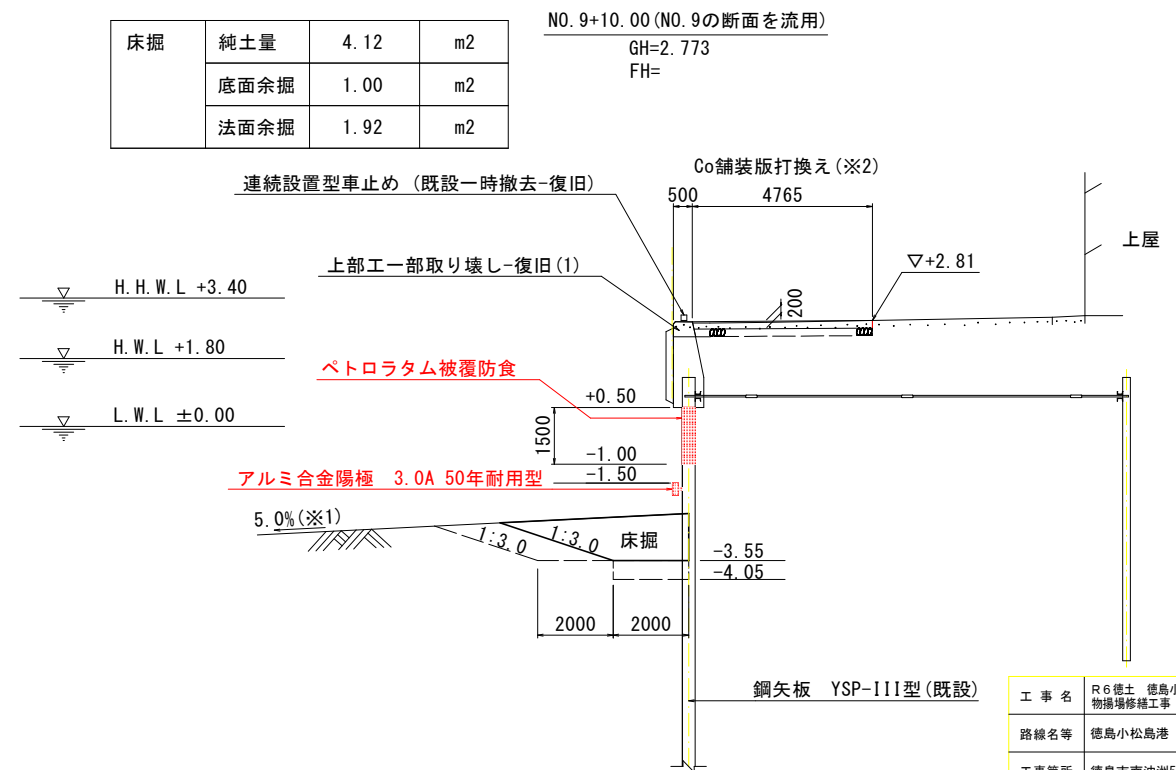 NO.9+10.00(NO.9の断面を流用)
GH=2.773
FH=
床掘 純土量 4.12 m2
底面余掘 1.00 m2
法面余掘 1.92 m2
Co舗装版打換え(※2)
連続設置型車止め (既設一時撤去-復旧)
500 4765
上屋
上部工一部取り壊し-復旧(1)
▽+2.81
H.H.W.L +3.40
200
H.W.L +1.80
ペトロラタム被覆防食
+0.50
L.W.L ±0.00
1500
-1.00
-1.50
アルミ合金陽極 3.0A 50年耐用型
5.0%(※1)
1:3.0 1:3.0 床掘
-3.55
-4.05
2000 2000
鋼矢板 YSP-III型(既設)
工事名 R6徳土 徳島小
物揚場修繕工事
路線名等 徳島小松島港